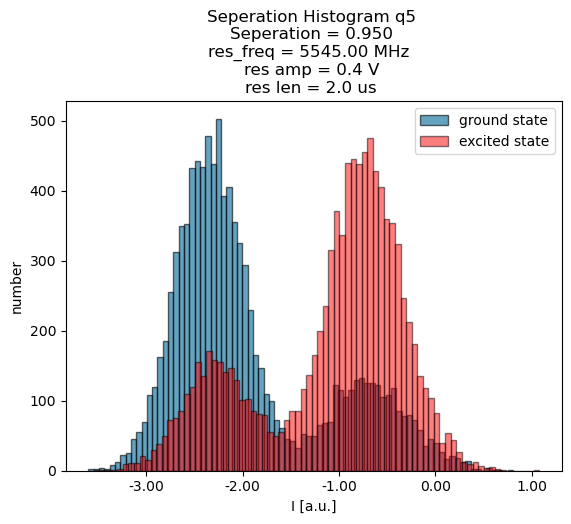 Seperation Histogram q5
Seperation = 0.950
res_freq = 5545.00 MHz
res amp = 0.4 V
res len = 2.0 us
ground state
excited state
500
400
300
200
100
0
number
-3.00 -2.00 -1.00 0.00 1.00
I [a.u.]